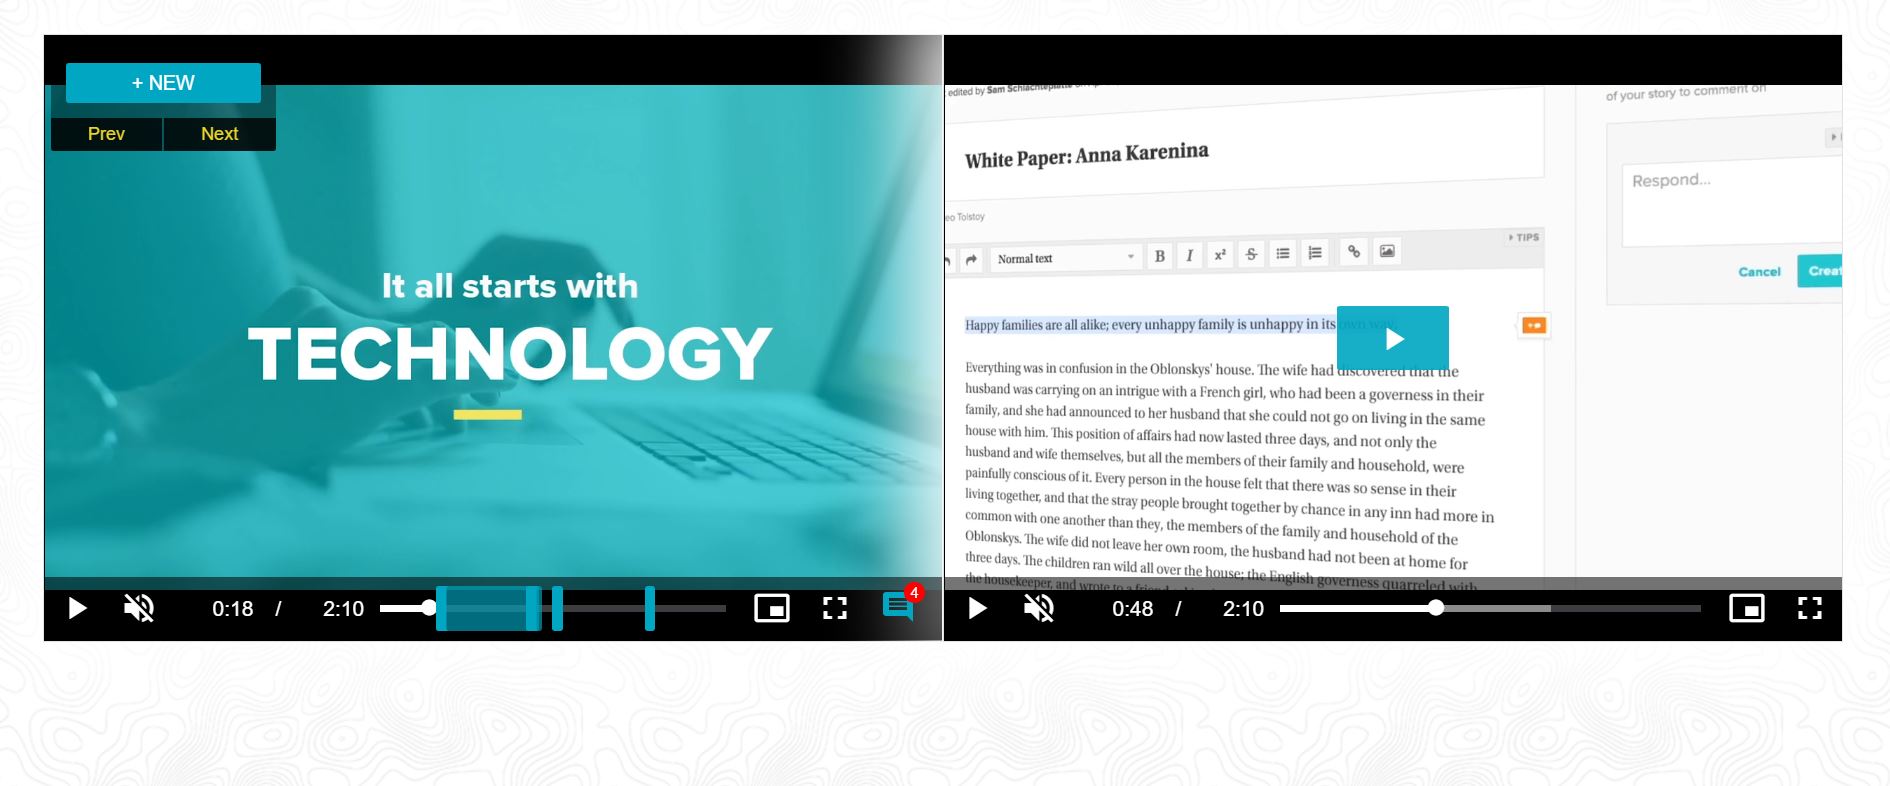 + NEW
Prev
Next
It all starts with
TECHNOLOGY
0:18 / 2:10
4
edited by Sam Schlachteplatte
of your story to comment on
White Paper: Anna Karenina
Respond...
eo Tolstoy
TIPS
Normal text
B I x² S
Cancel
Creat
Happy families are all alike; every unhappy family is unhappy in its own way.
Everything was in confusion in the Oblonskys' house. The wife had discovered that the
husband was carrying on an intrigue with a French girl, who had been a governess in their
family, and she had announced to her husband that she could not go on living in the same
house with him. This position of affairs had now lasted three days, and not only the
husband and wife themselves, but all the members of their family and household, were
painfully conscious of it. Every person in the house felt that there was so sense in their
living together, and that the stray people brought together by chance in any inn had more in
common with one another than they, the members of the family and household of the
Oblonskys. The wife did not leave her own room, the husband had not been at home for
three days. The children ran wild all over the house; the English governess quarreled with
the housekeeper, and wrote to a friend
0:48 / 2:10